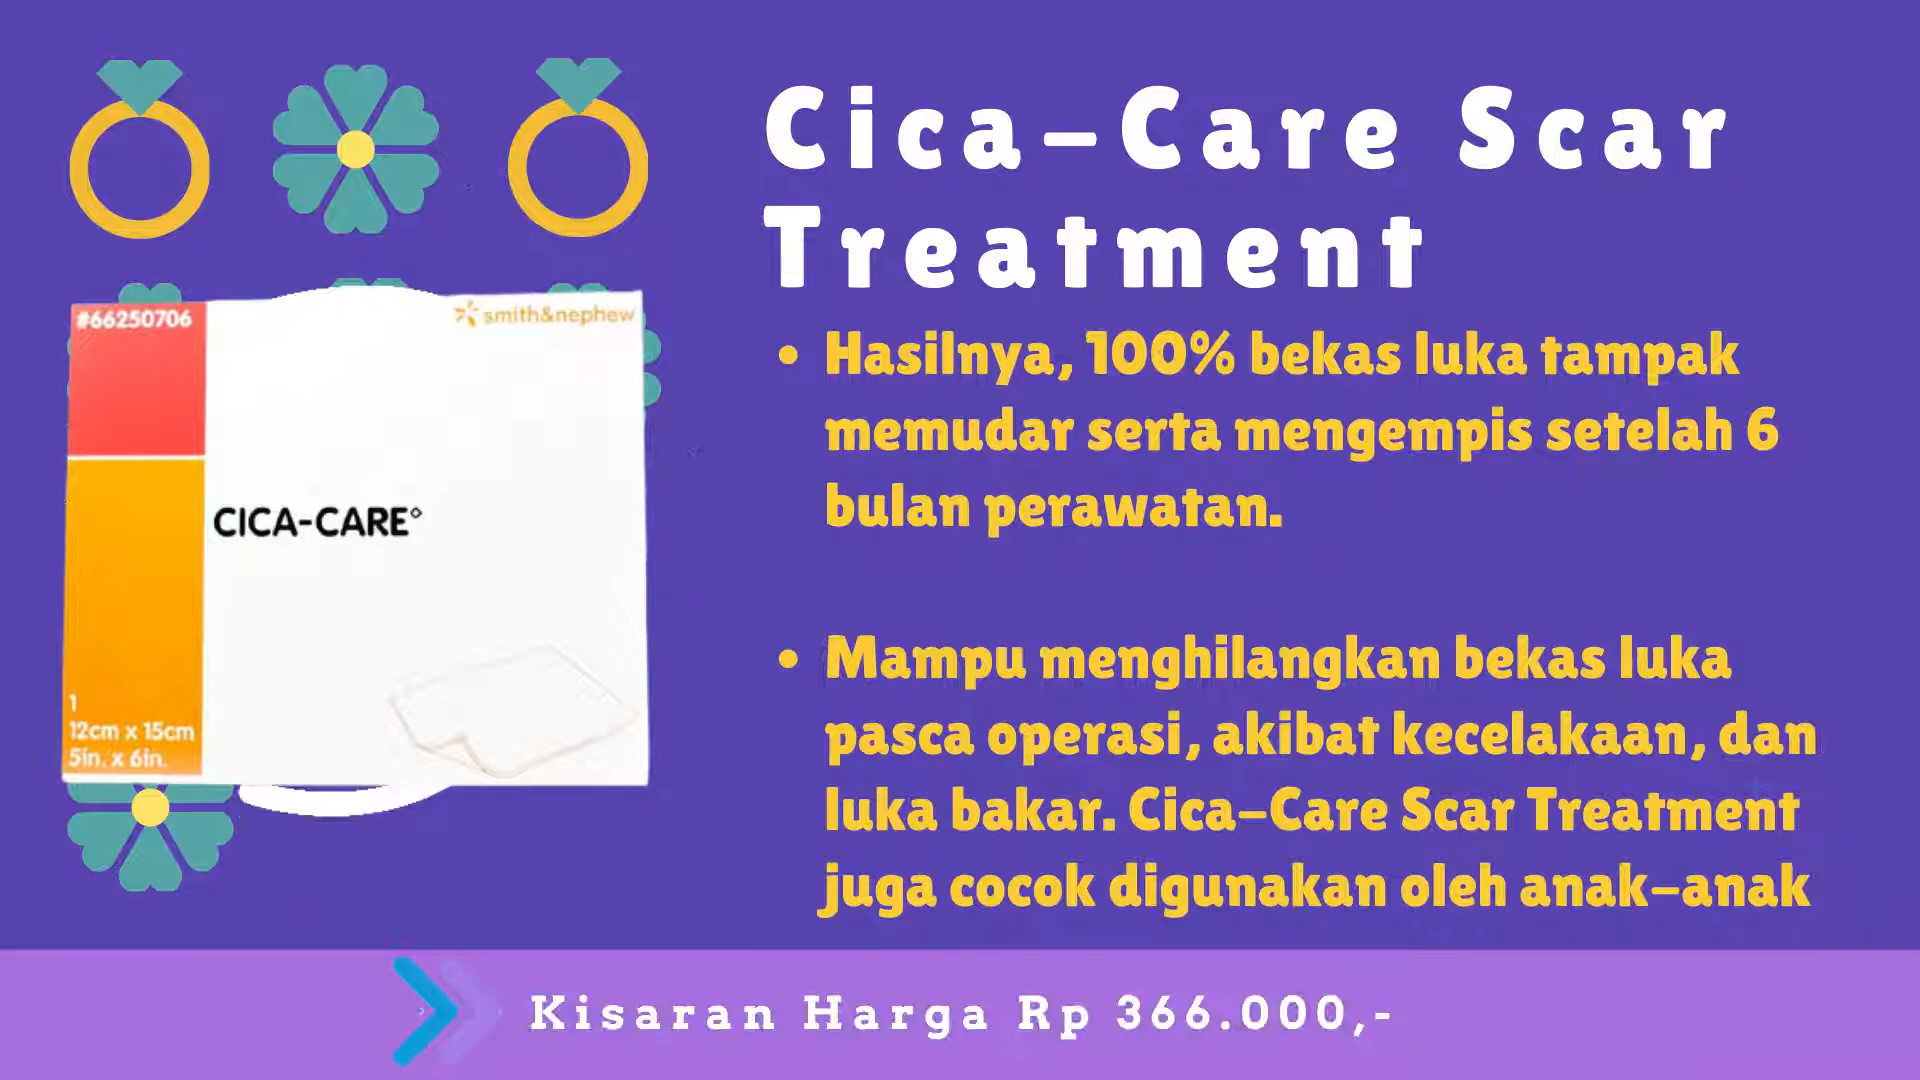 Cica-Care Scar
Treatment
#66250706
smith&nephew
CICA-CARE°
1
12cm x 15cm
5in. x 6in.
• Hasilnya, 100% bekas luka tampak
memudar serta mengempis setelah 6
bulan perawatan.
• Mampu menghilangkan bekas luka
pasca operasi, akibat kecelakaan, dan
luka bakar. Cica-Care Scar Treatment
juga cocok digunakan oleh anak-anak
Kisaran Harga Rp 366.000,-